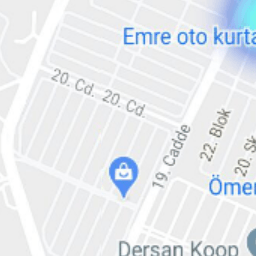 Emre oto kurta
20. Cd. 20. Cd.
19. Cadde
22. Blok
20. Sk
Ömer
Dersan Koop